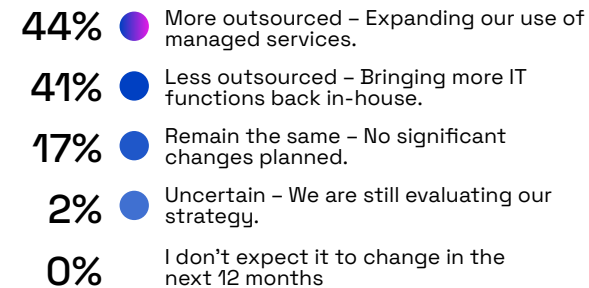 44%
More outsourced – Expanding our use of
managed services.
41%
Less outsourced – Bringing more IT
functions back in-house.
17%
Remain the same – No significant
changes planned.
2%
Uncertain – We are still evaluating our
strategy.
0%
I don’t expect it to change in the
next 12 months